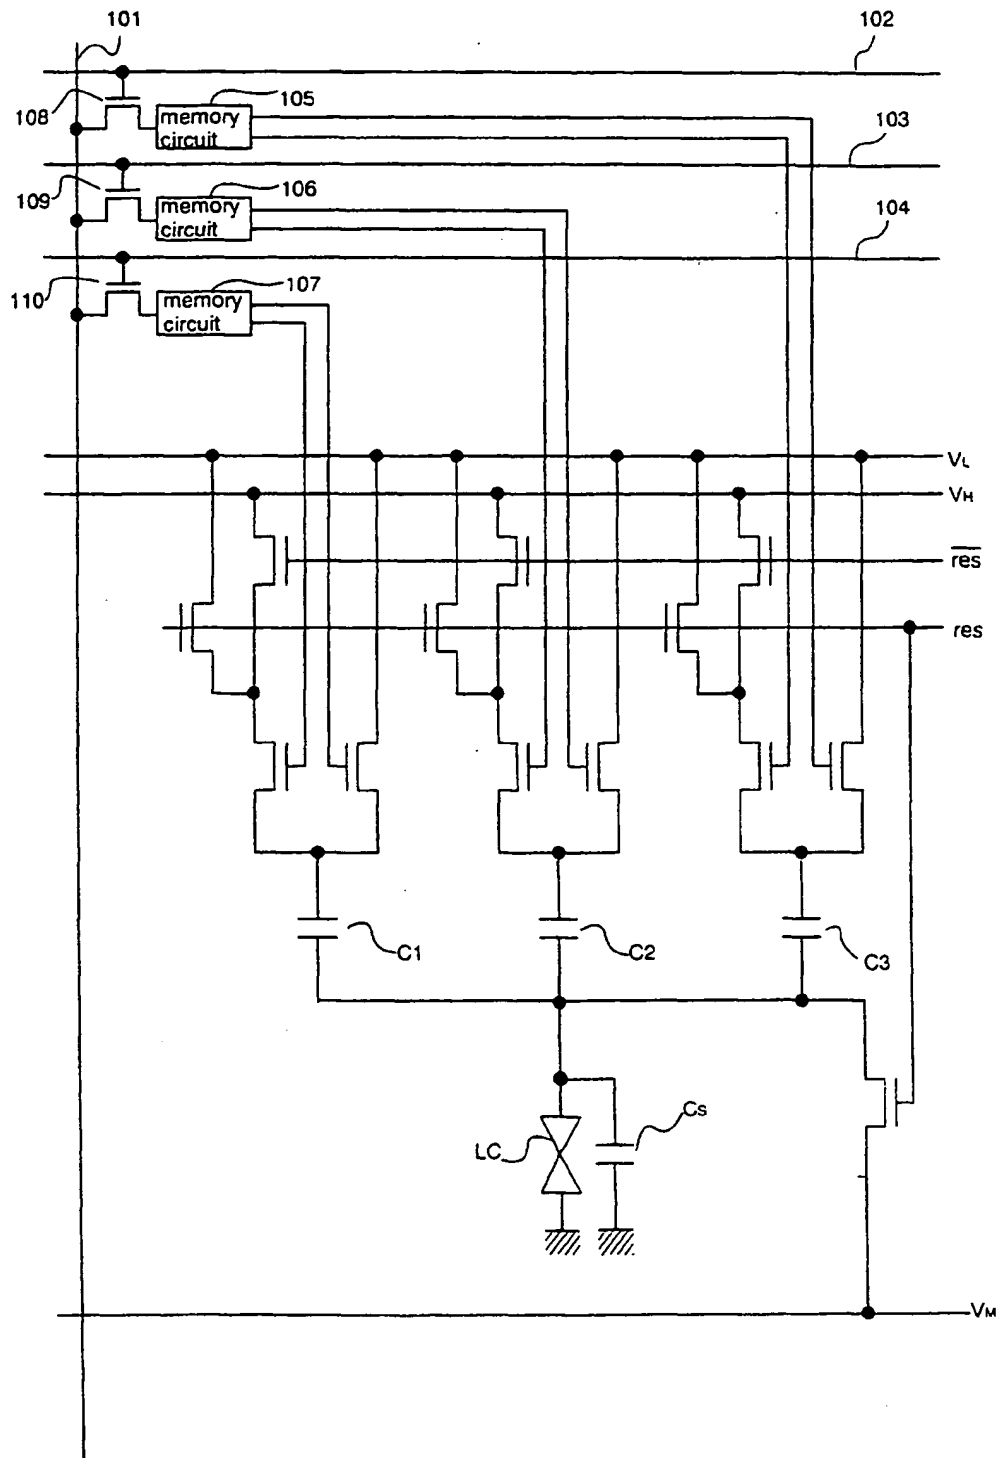 101
102
108
105
memory
circuit
103
109
106
memory
circuit
104
110
107
memory
circuit
VL
VH
res
res
C1
C2
C3
LC
Cs
VM